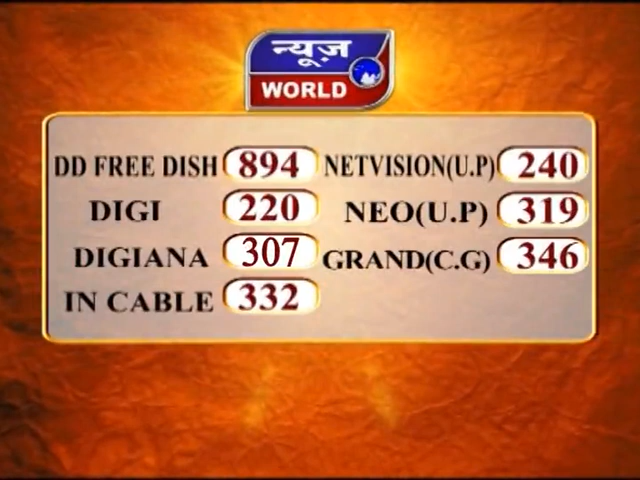 न्यूज़
WORLD
DD FREE DISH 894 NETVISION(U.P) 240
DIGI 220 NEO(U.P) 319
DIGIANA 307 GRAND(C.G) 346
IN CABLE 332